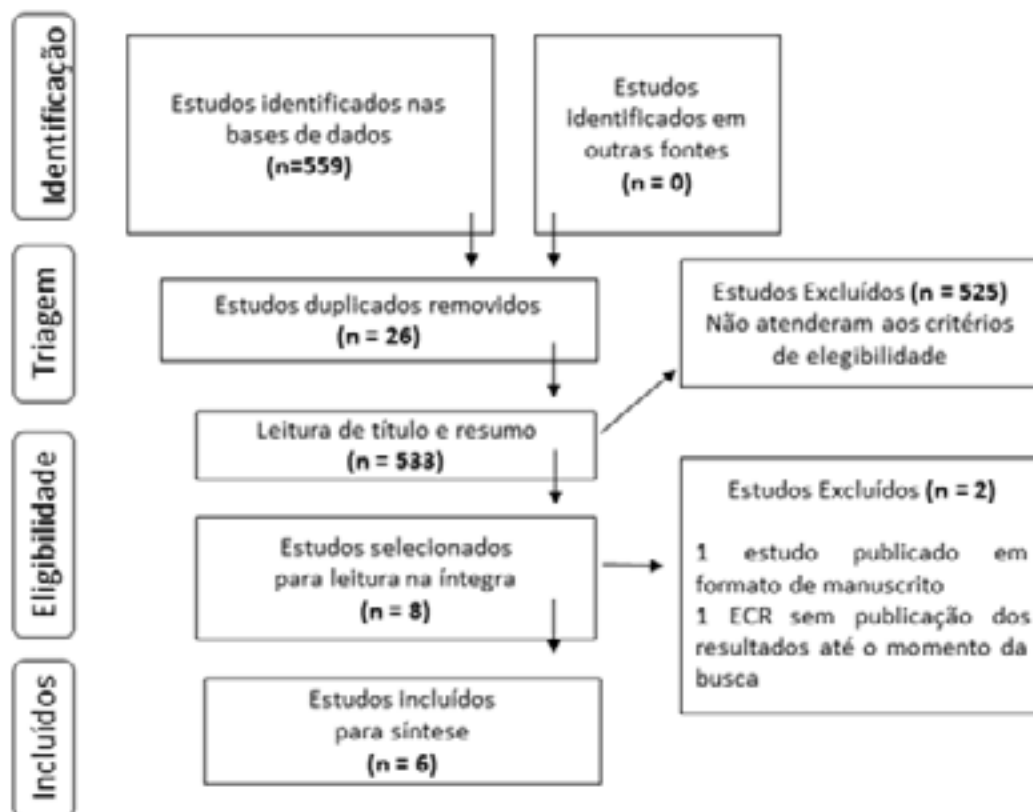 Identificação
Estudos identificados nas
bases de dados
(n=559)
Estudos
identificados em
outras fontes
(n = 0)
Triagem
Estudos duplicados removidos
(n = 26)
Estudos Excluídos (n = 525)
Não atenderam aos critérios
de elegibilidade
Leitura de título e resumo
(n = 533)
Eligibilidade
Estudos selecionados
para leitura na íntegra
(n = 8)
Estudos Excluídos (n = 2)
1 estudo publicado em
formato de manuscrito
1 ECR sem publicação dos
resultados até o momento da
busca
Incluídos
Estudos Incluídos
para síntese
(n = 6)